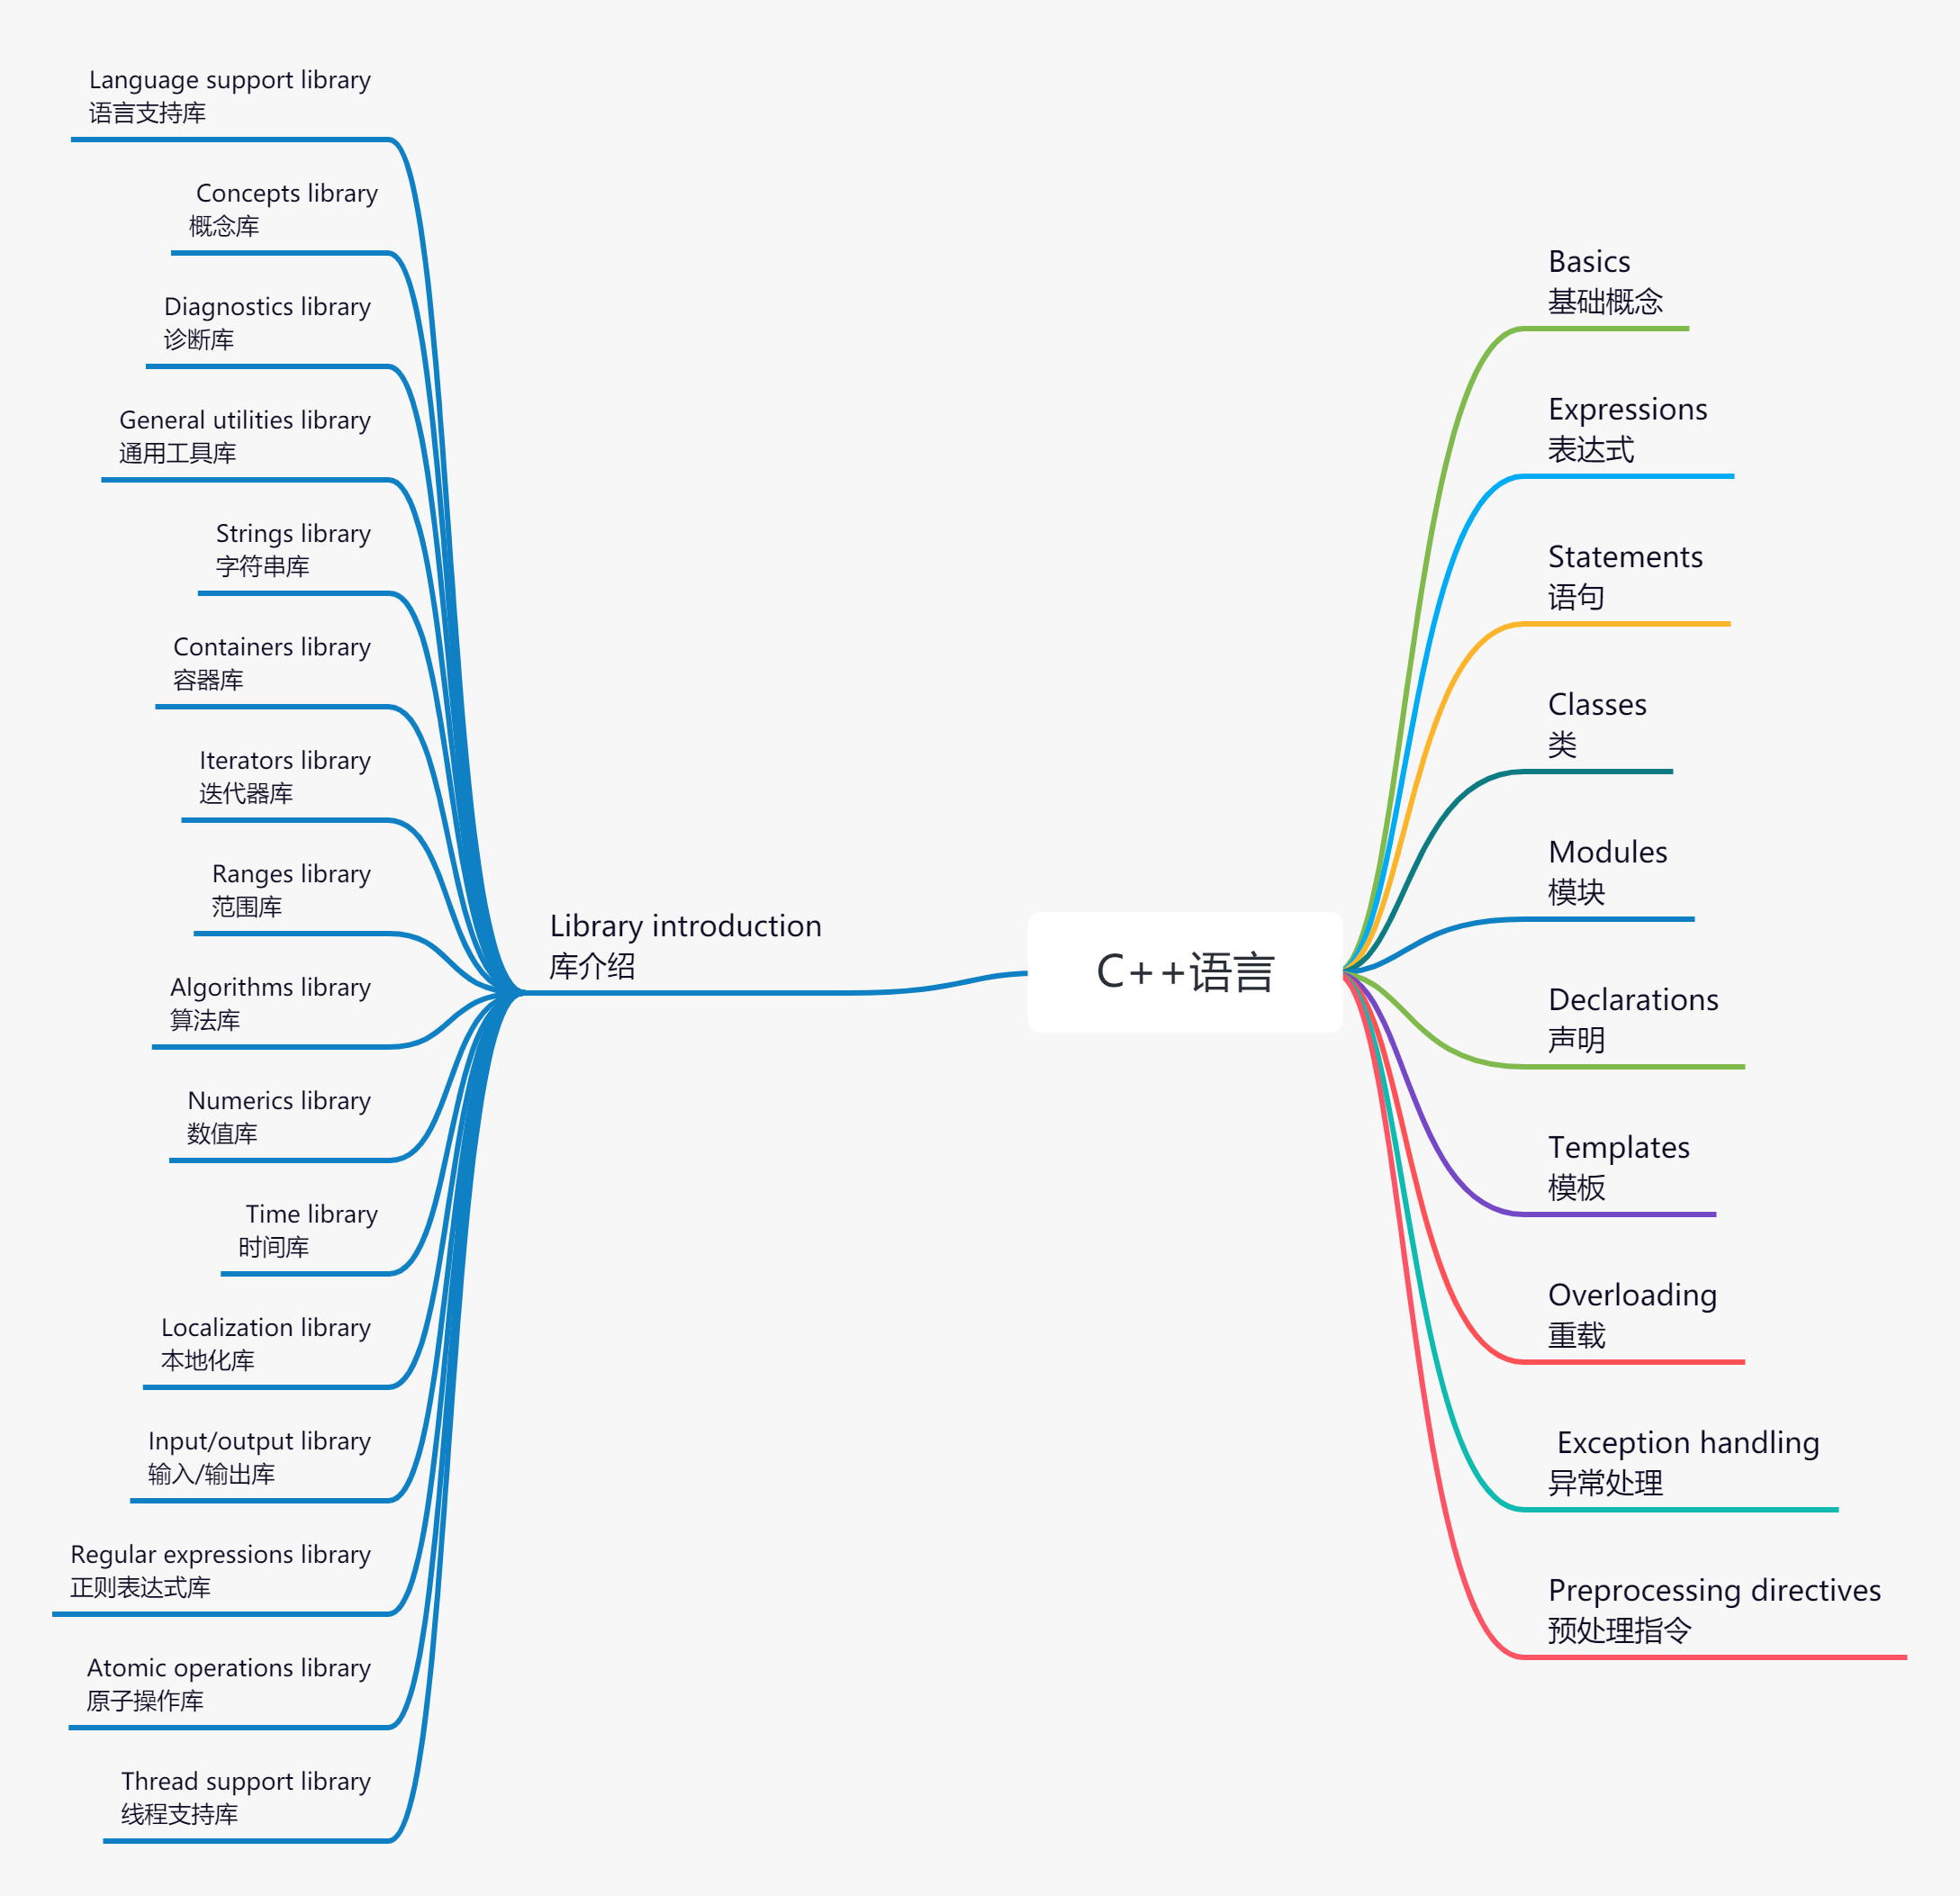 Language support library
语言支持库
Concepts library
概念库
Diagnostics library
诊断库
General utilities library
通用工具库
Strings library
字符串库
Containers library
容器库
Iterators library
迭代器库
Ranges library
范围库
Algorithms library
算法库
Numerics library
数值库
Time library
时间库
Localization library
本地化库
Input/output library
输入/输出库
Regular expressions library
正则表达式库
Atomic operations library
原子操作库
Thread support library
线程支持库
Library introduction
库介绍
C++语言
Basics
基础概念
Expressions
表达式
Statements
语句
Classes
类
Modules
模块
Declarations
声明
Templates
模板
Overloading
重载
Exception handling
异常处理
Preprocessing directives
预处理指令